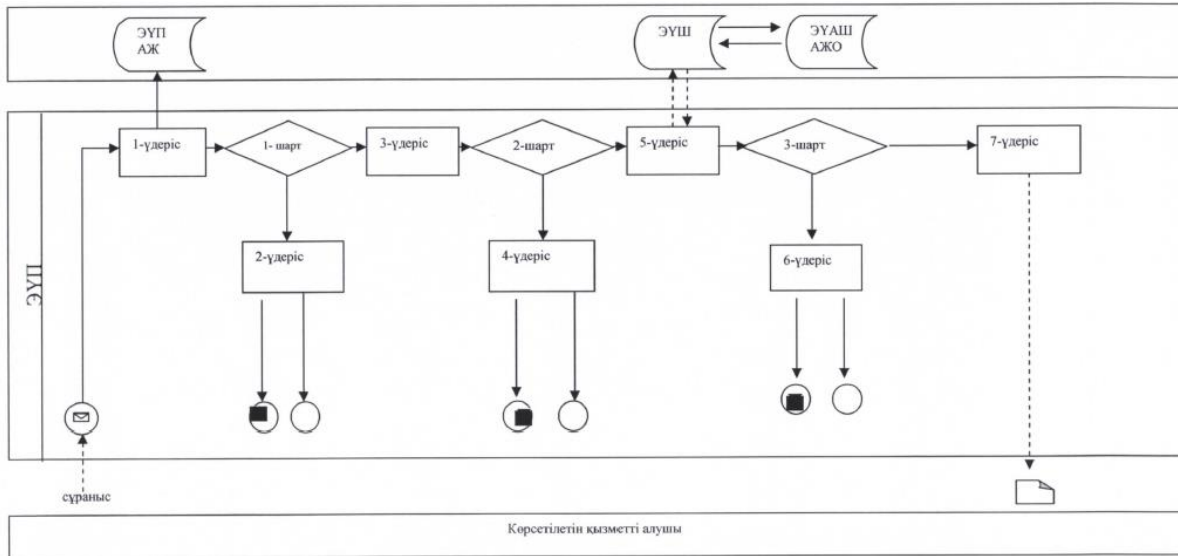 ЭҮП
АЖ
ЭҮШ
ЭҮАШ
АЖО
1-үдеріс
1- шарт
3-үдеріс
2-шарт
5-үдеріс
3-шарт
7-үдеріс
2-үдеріс
4-үдеріс
6-үдеріс
ЭҮП
сұраныс
Көрсетілетін қызметті алушы